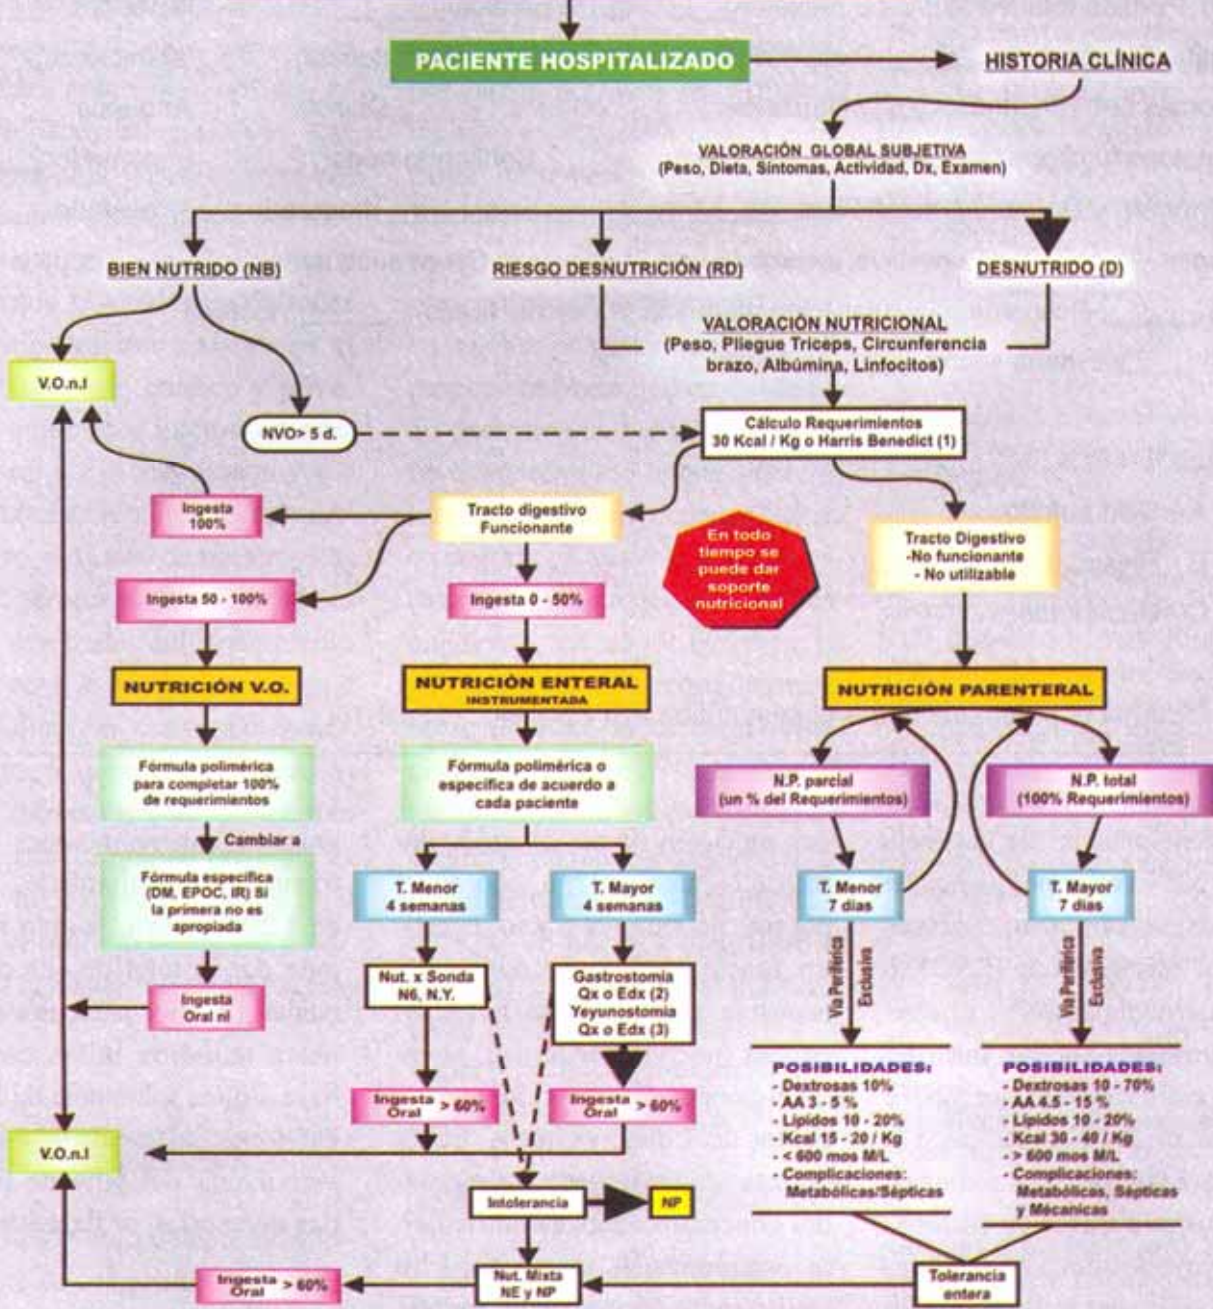 PACIENTE HOSPITALIZADO
HISTORIA CLÍNICA
VALORACIÓN GLOBAL SUBJETIVA
(Peso, Dieta, Síntomas, Actividad, Dx, Examen)
BIEN NUTRIDO (NB)
RIESGO DESNUTRICIÓN (RD)
DESNUTRIDO (D)
VALORACIÓN NUTRICIONAL
(Peso, Pliegue Triceps, Circunferencia
brazo, Albúmina, Linfocitos)
V.O.n.l
NVO> 5 d.
Cálculo Requerimientos
30 Kcal / Kg o Harris Benedict (1)
Ingesta
100%
Tracto digestivo
Funcionante
En todo
tiempo se
puede dar
soporte
nutricional
Tracto Digestivo
-No funcionante
- No utilizable
Ingesta 50 - 100%
Ingesta 0 - 50%
NUTRICIÓN V.O.
NUTRICIÓN ENTERAL
INSTRUMENTADA
NUTRICIÓN PARENTERAL
Fórmula polimérica
para completar 100%
de requerimientos
Fórmula polimérica o
específica de acuerdo a
cada paciente
N.P. parcial
(un % del Requerimientos)
N.P. total
(100% Requerimientos)
Cambiar a
Fórmula específica
(DM, EPOC, IR) Si
la primera no es
apropiada
T. Menor
4 semanas
T. Mayor
4 semanas
T. Menor
7 días
T. Mayor
7 días
Vía Periférica
Exclusiva
Vía Periférica
Exclusiva
Ingesta
Oral nl
Nut. x Sonda
N6, N.Y.
Gastrostomia
Qx o Edx (2)
Yeyunostomia
Qx o Edx (3)
POSIBILIDADES:
- Dextrosas 10%
- AA 3 - 5 %
- Lípidos 10 - 20%
- Kcal 15 - 20 / Kg
- < 600 mos M/L
- Complicaciones:
Metabólicas/Sépticas
POSIBILIDADES:
- Dextrosas 10 - 70%
- AA 4.5 - 15 %
- Lípidos 10 - 20%
- Kcal 30 - 40 / Kg
- > 600 mos M/L
- Complicaciones:
Metabólicas, Sépticas
y Mécanicas
Ingesta
Oral > 60%
Ingesta
Oral > 60%
V.O.n.l
Intolerancia
NP
Ingesta
Oral > 60%
Nut. Mixta
NE y NP
Tolerancia
entera